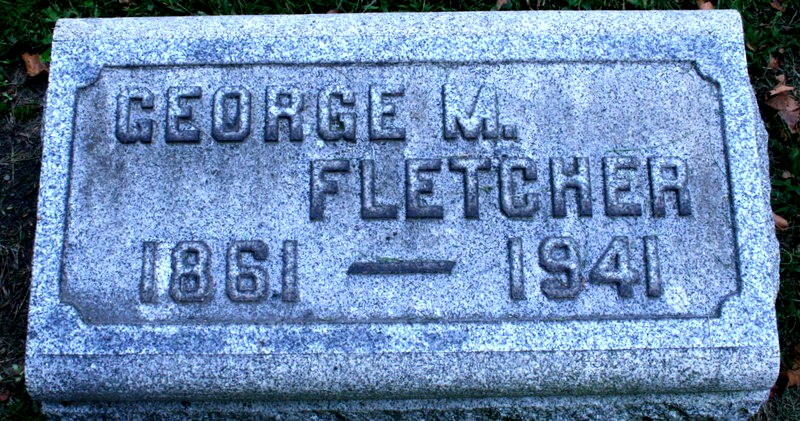 GEORGE M.
FLETCHER
1861 — 1941